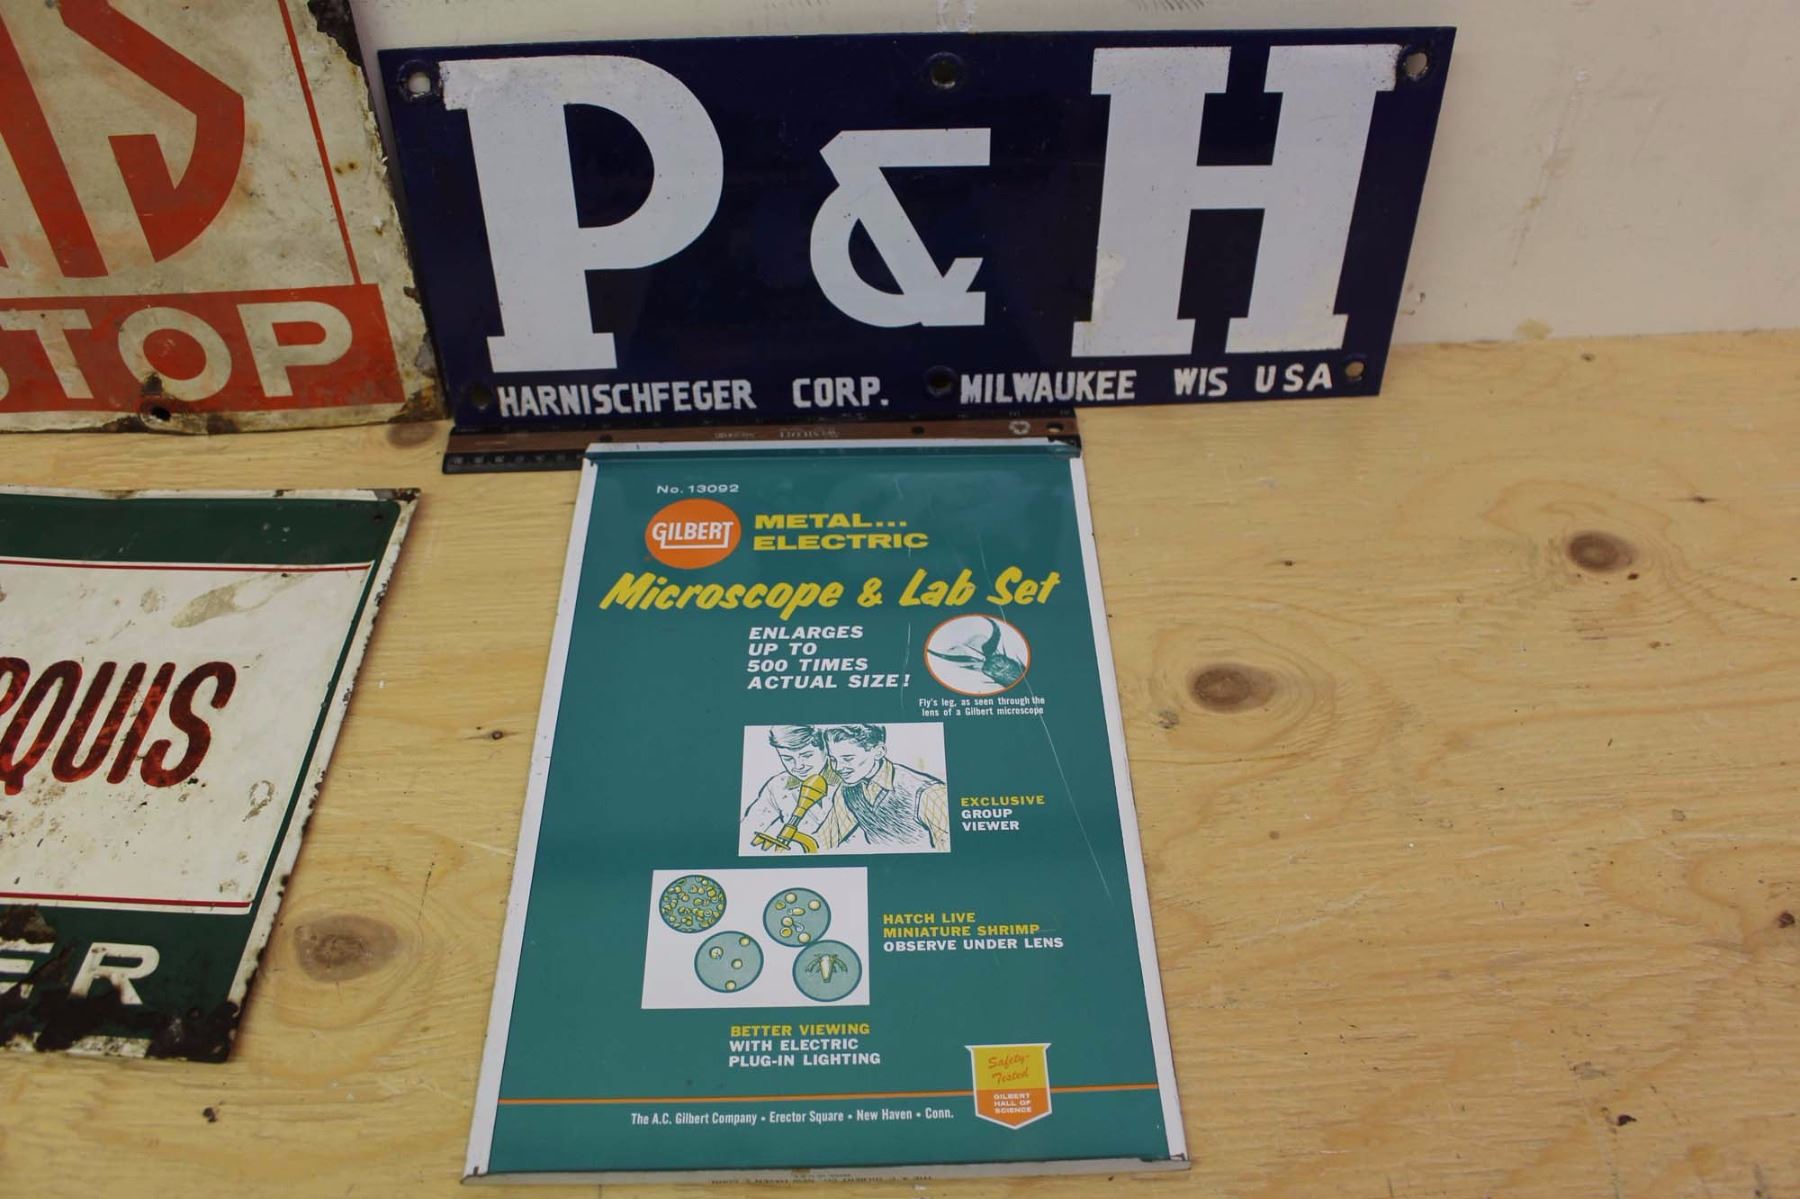 STOP
P & H
HARNISCHFEGER CORP. MILWAUKEE WIS USA
No. 13092
GILBERT
METAL...
ELECTRIC
Microscope & Lab Set
ENLARGES
UP TO
500 TIMES
ACTUAL SIZE!
Fly's leg, as seen through the
lens of a Gilbert microscope
EXCLUSIVE
GROUP
VIEWER
HATCH LIVE
MINIATURE SHRIMP
OBSERVE UNDER LENS
BETTER VIEWING
WITH ELECTRIC
PLUG-IN LIGHTING
Safety-
Tested
GILBERT
HALL OF
SCIENCE
The A.C. Gilbert Company • Erector Square • New Haven • Conn.
QUIS
ER